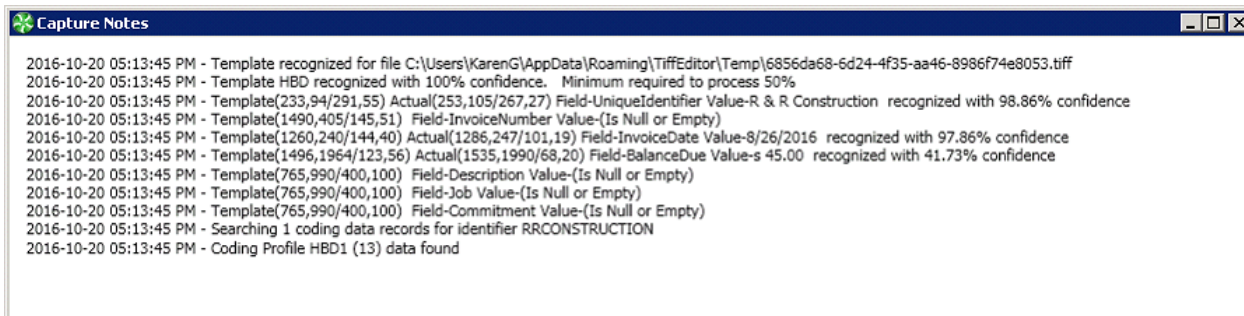 Capture Notes
2016-10-20 05:13:45 PM - Template recognized for file C:\Users\KarenG\AppData\Roaming\TiffEditor\Temp\6856da68-6d24-4f35-aa46-8986f74e8053.tiff
2016-10-20 05:13:45 PM - Template HBD recognized with 100% confidence.   Minimum required to process 50%
2016-10-20 05:13:45 PM - Template(233,94/291,55) Actual(253,105/267,27) Field-UniqueIdentifier Value-R & R Construction  recognized with 98.86% confidence
2016-10-20 05:13:45 PM - Template(1490,405/145,51)  Field-InvoiceNumber Value-(Is Null or Empty)
2016-10-20 05:13:45 PM - Template(1260,240/144,40) Actual(1286,247/101,19) Field-InvoiceDate Value-8/26/2016  recognized with 97.86% confidence
2016-10-20 05:13:45 PM - Template(1496,1964/123,56) Actual(1535,1990/68,20) Field-BalanceDue Value-s 45.00  recognized with 41.73% confidence
2016-10-20 05:13:45 PM - Template(765,990/400,100)  Field-Description Value-(Is Null or Empty)
2016-10-20 05:13:45 PM - Template(765,990/400,100)  Field-Job Value-(Is Null or Empty)
2016-10-20 05:13:45 PM - Template(765,990/400,100)  Field-Commitment Value-(Is Null or Empty)
2016-10-20 05:13:45 PM - Searching 1 coding data records for identifier RRCONSTRUCTION
2016-10-20 05:13:45 PM - Coding Profile HBD1 (13) data found